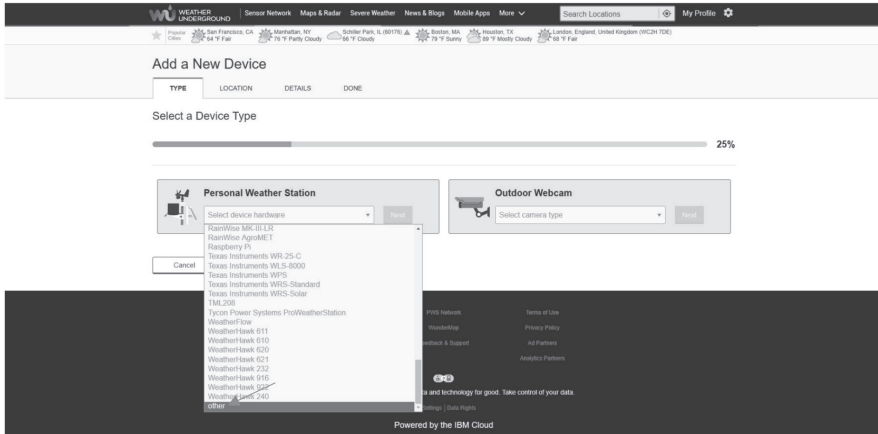 WEATHER UNDERGROUND
Sensor Network Maps & Radar Severe Weather News & Blogs Mobile Apps More Search Locations My Profile
Popular Cities San Francisco, CA 64 °F Fair Manhattan, NY 76 °F Partly Cloudy Schiller Park, IL (60176) 66 °F Cloudy Boston, MA 79 °F Sunny Houston, TX 89 °F Mostly Cloudy London, England, United Kingdom (WC2H 7DE) 68 °F Fair
Add a New Device
TYPE LOCATION DETAILS DONE
Select a Device Type
25%
Personal Weather Station
Select device hardware Next
Outdoor Webcam
Select camera type Next
RainWise MK-III-LR
RainWise AgroMET
Raspberry Pi
Texas Instruments WR-25-C
Texas Instruments WLS-8000
Texas Instruments WPS
Texas Instruments WRS-Standard
Texas Instruments WRS-Solar
TML208
Tycon Power Systems ProWeatherStation
WeatherFlow
WeatherHawk 611
WeatherHawk 610
WeatherHawk 620
WeatherHawk 621
WeatherHawk 232
WeatherHawk 916
WeatherHawk 922
WeatherHawk 240
other
Cancel
PWS Network Terms of Use
WunderMap Privacy Policy
& Support Ad Partners
Analytics Partners
and technology for good. Take control of your data.
Settings | Data Rights
Powered by the IBM Cloud